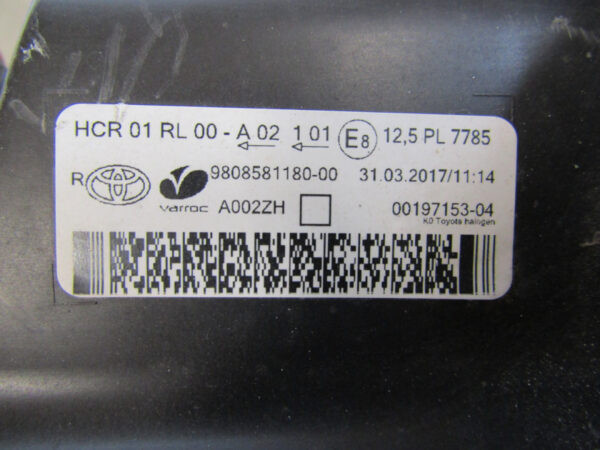 HCR 01 RL 00 - A 02 1 01 E8 12,5 PL 7785
R 9808581180-00 31.03.2017/11:14
varroc A002ZH 00197153-04
K0 Toyota halogen